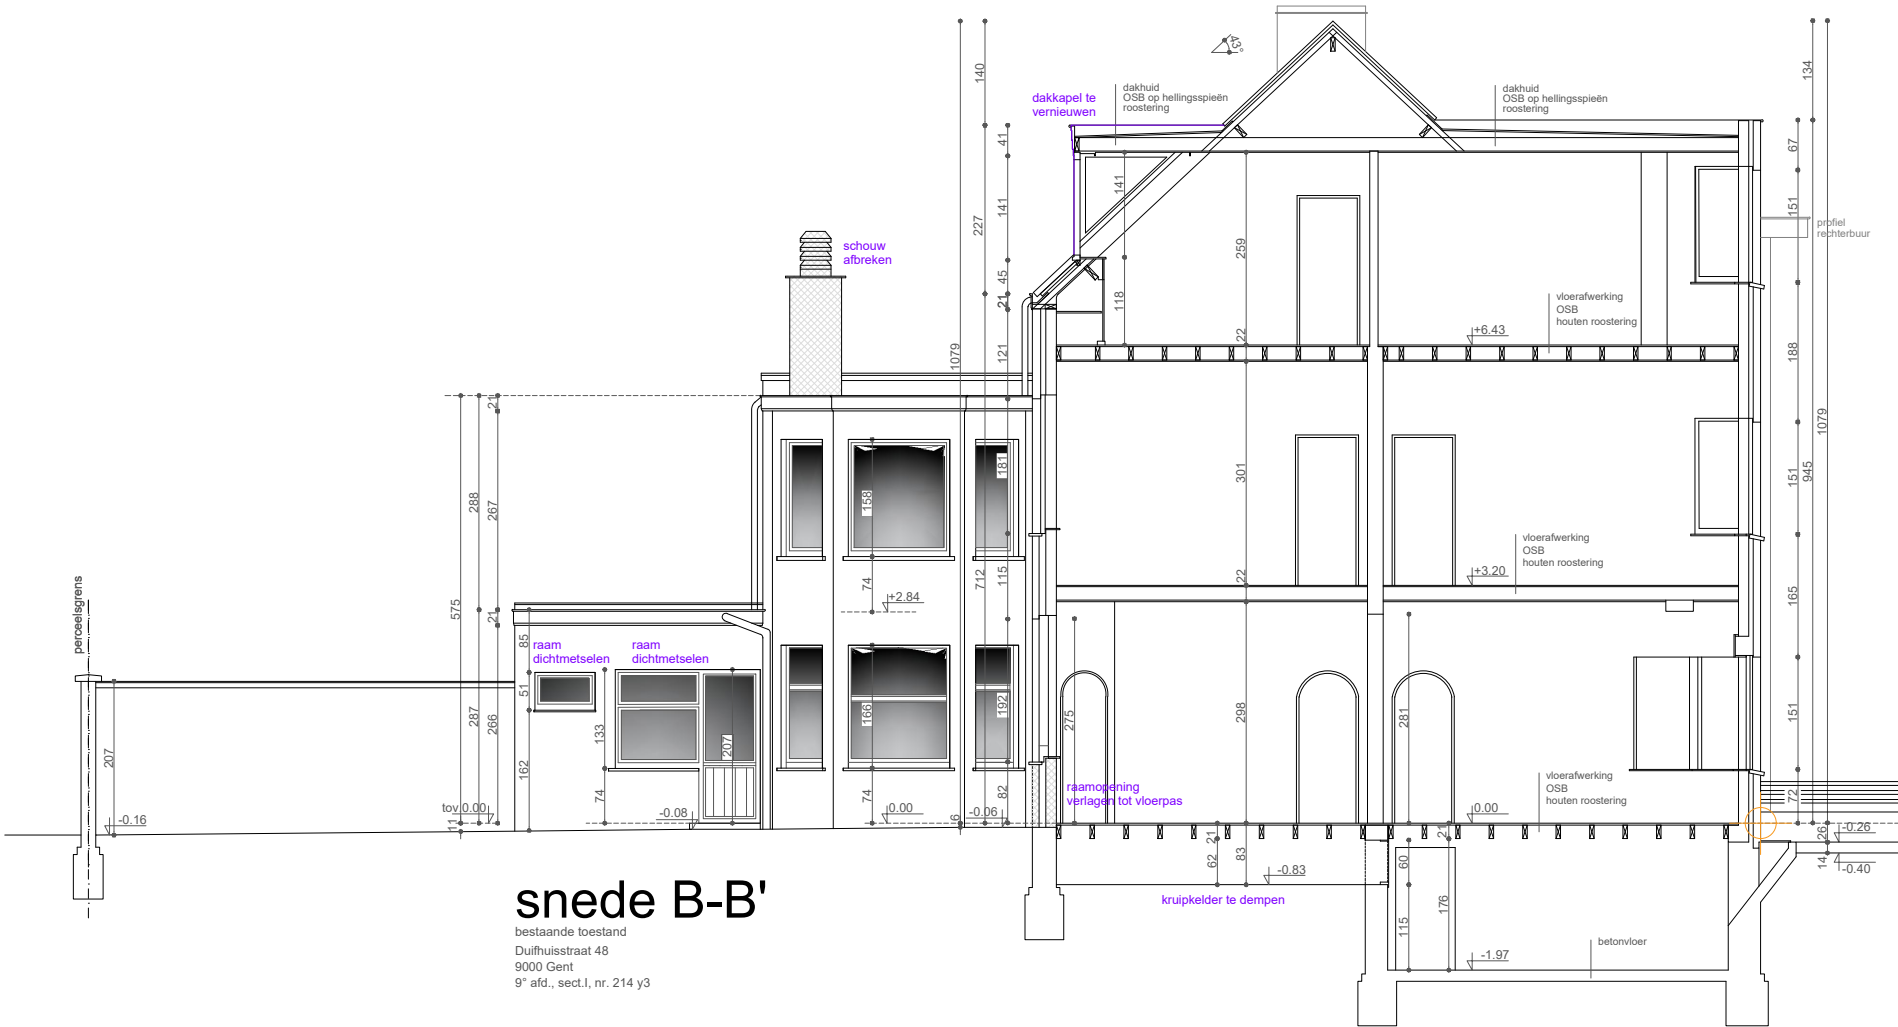 43°
140
134
dakkapel te
vernieuwen
dakhuid
OSB op hellingsspieën
roostering
dakhuid
OSB op hellingsspieën
roostering
41
67
141
141
151
227
259
profiel
rechterbuur
schouw
afbreken
45
21
118
22
vloerafwerking
OSB
houten roostering
+6.43
121
188
1079
1079
945
21
288
267
158
181
301
151
74
712
115
22
vloerafwerking
OSB
houten roostering
+3.20
+2.84
165
perceelsgrens
575
21
85
raam
dichtmetselen
raam
dichtmetselen
51
287
266
133
207
166
192
275
298
281
151
207
162
74
74
82
raamopening
verlagen tot vloerpas
vloerafwerking
OSB
houten roostering
72
tov 0.00
-0.16
11
-0.08
0.00
6
-0.06
0.00
21
21
26
-0.26
62
83
60
14
-0.40
-0.83
kruipkelder te dempen
176
115
betonvloer
-1.97
snede B-B'
bestaande toestand
Duifhuisstraat 48
9000 Gent
9° afd., sect.I, nr. 214 y3